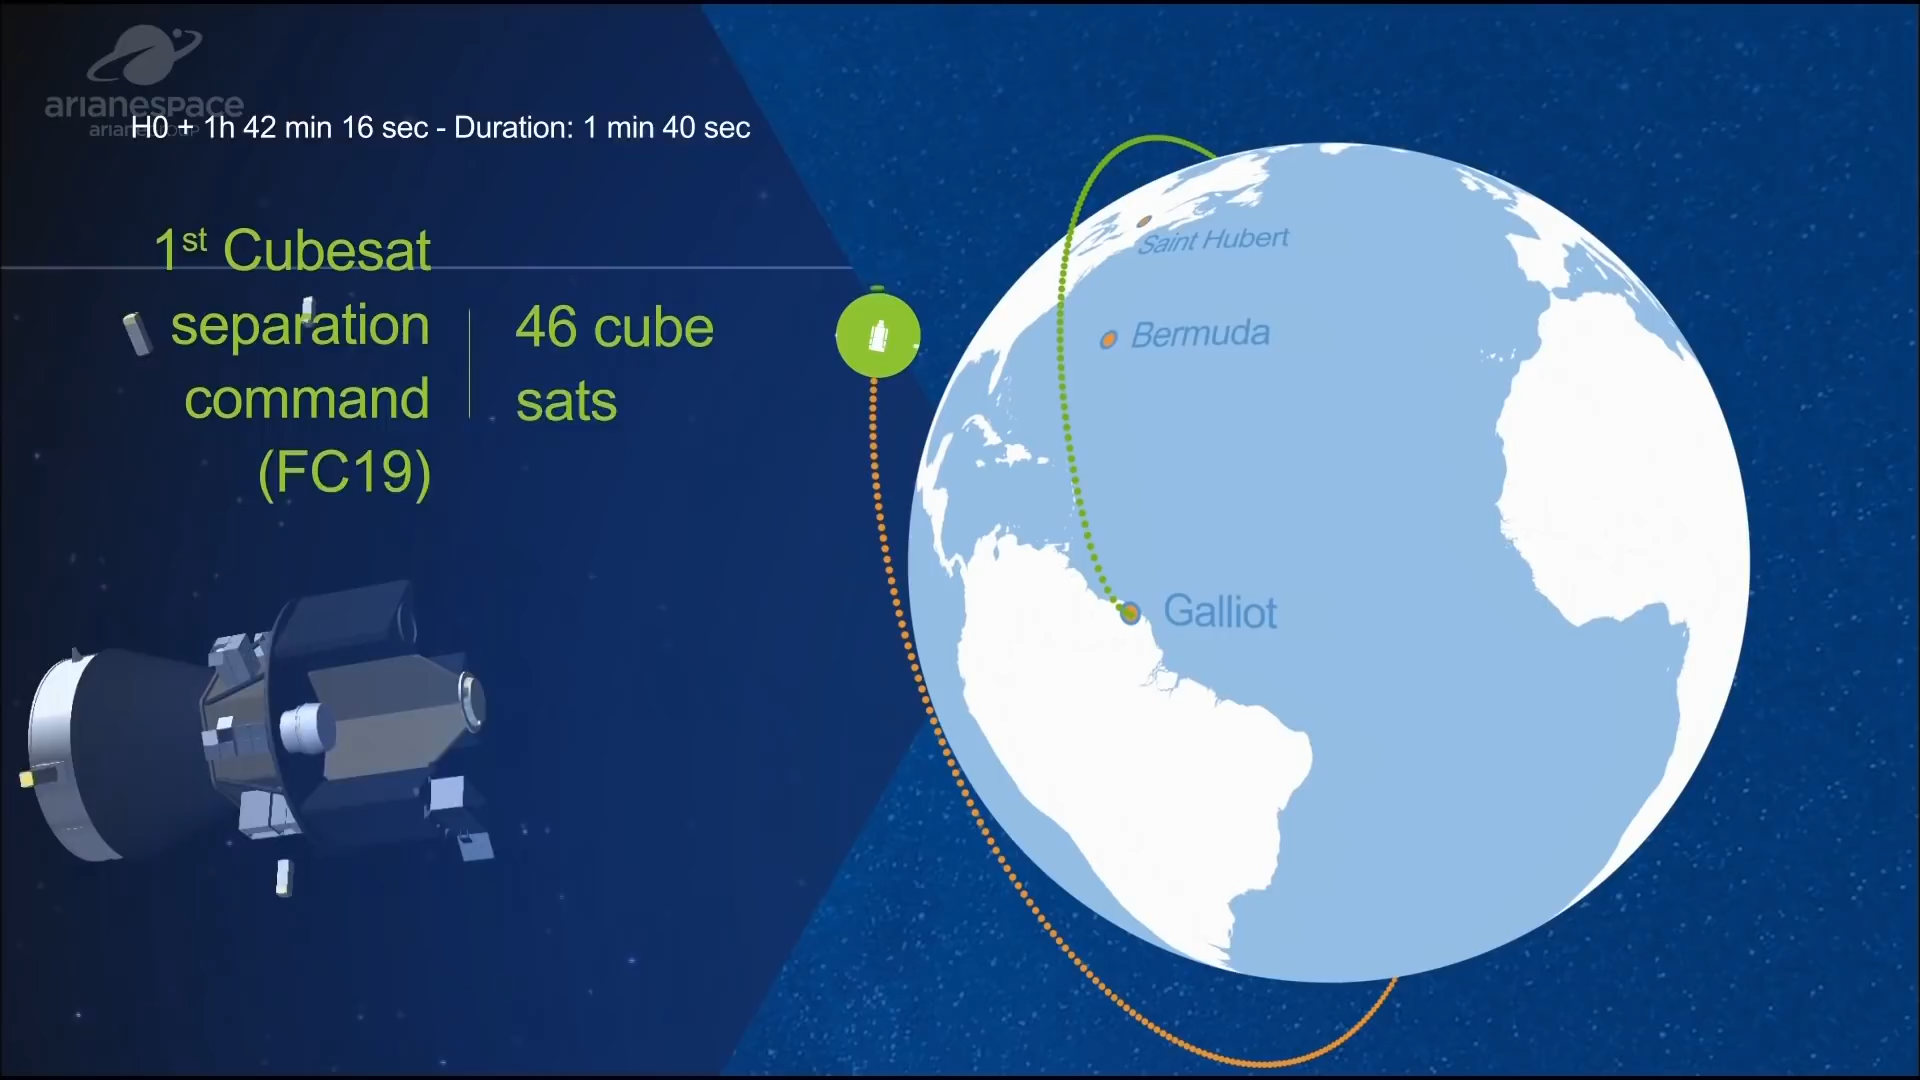 arianespace
arianeGROUP
H0 + 1h 42 min 16 sec - Duration: 1 min 40 sec
1st Cubesat
separation
command
(FC19)
46 cube
sats
Saint Hubert
Bermuda
Galliot